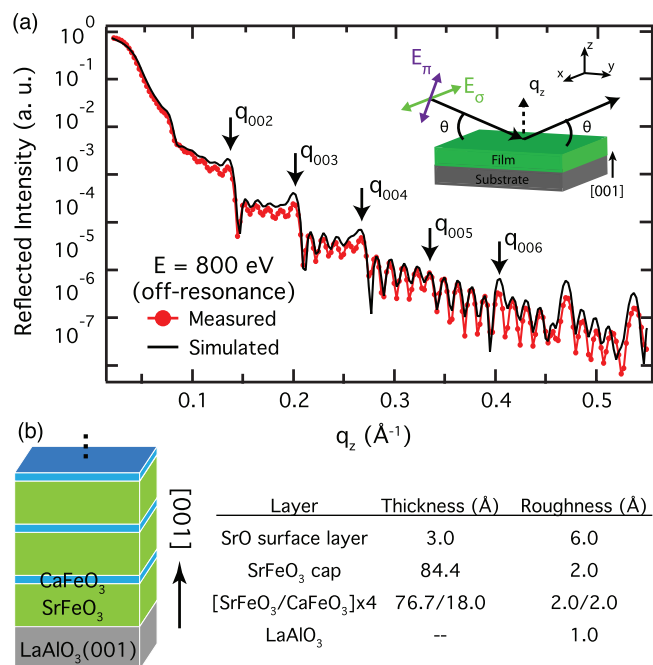 (a)
10⁰
10⁻¹
10⁻²
10⁻³
10⁻⁴
10⁻⁵
10⁻⁶
10⁻⁷
Reflected Intensity (a. u.)
q₀₀₂
q₀₀₃
q₀₀₄
q₀₀₅
q₀₀₆
E = 800 eV
(off-resonance)
Measured
Simulated
Eπ
Eσ
q_z
θ
θ
x
y
z
Film
Substrate
[001]
0.1 0.2 0.3 0.4 0.5
q_z (Å⁻¹)
(b)
CaFeO₃
SrFeO₃
LaAlO₃(001)
[001]
Layer Thickness (Å) Roughness (Å)
SrO surface layer 3.0 6.0
SrFeO₃ cap 84.4 2.0
[SrFeO₃/CaFeO₃]x4 76.7/18.0 2.0/2.0
LaAlO₃ -- 1.0